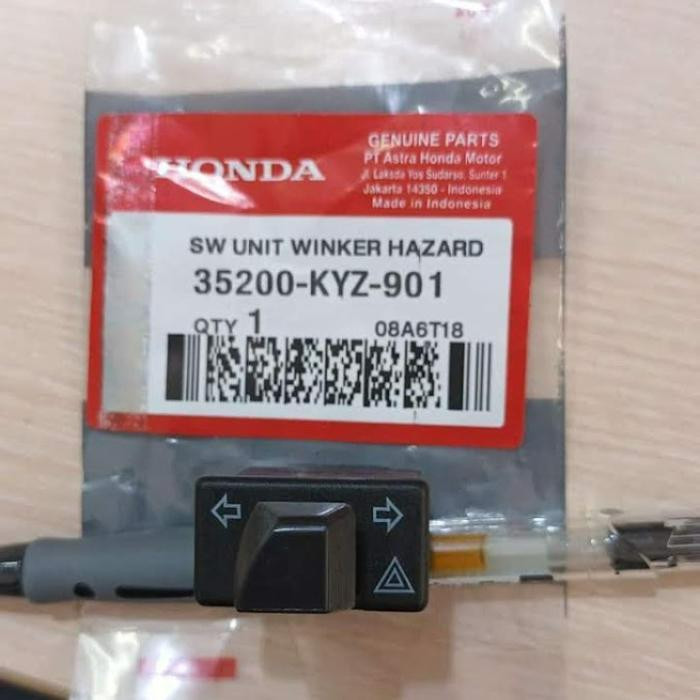 HONDA
GENUINE PARTS
PT Astra Honda Motor
Jl. Laksda Yos Sudarso, Sunter 1
Jakarta 14350 - Indonesia
Made in Indonesia
SW UNIT WINKER HAZARD
35200-KYZ-901
QTY 1 08A6T18